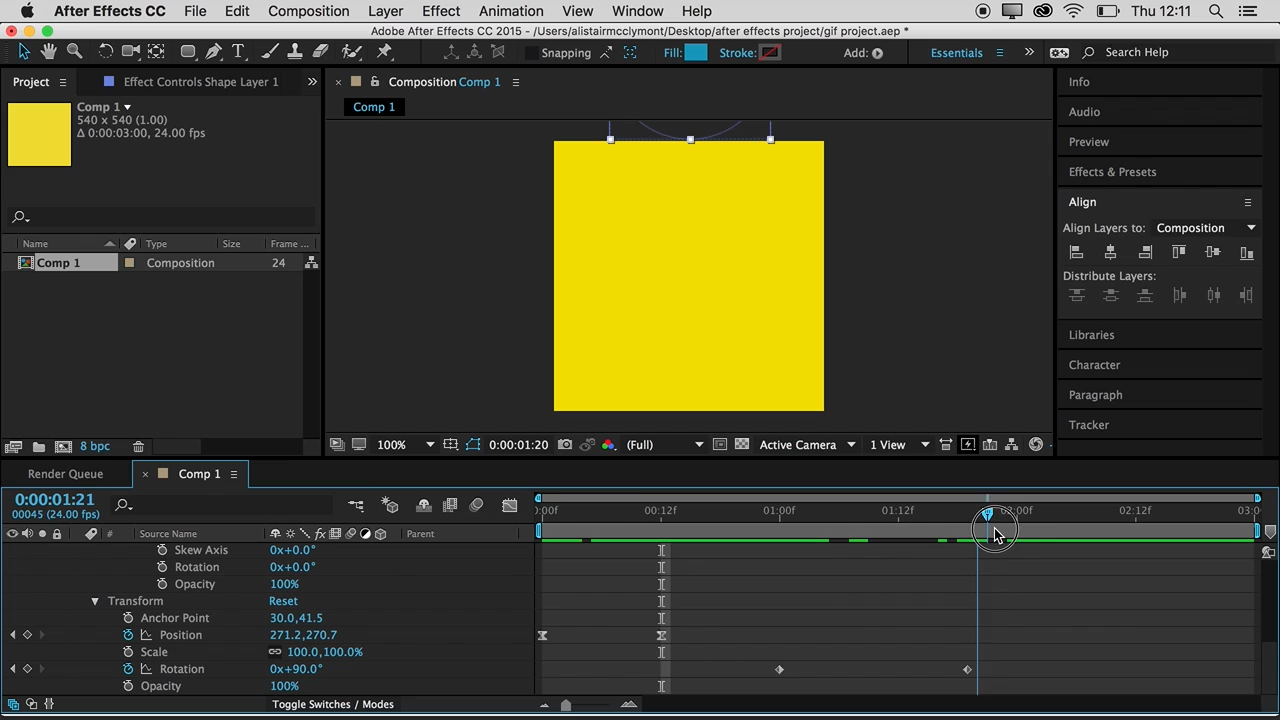 After Effects CC File Edit Composition Layer Effect Animation View Window Help Thu 12:11
Adobe After Effects CC 2015 - /Users/alistairmcclymont/Desktop/after effects project/gif project.aep *
Snapping Fill: Stroke: Add: Essentials » Search Help
Project Effect Controls Shape Layer 1 »
Comp 1
540 x 540 (1.00)
Δ 0:00:03:00, 24.00 fps
Name Type Size Frame ...
Comp 1 Composition 24
8 bpc
× Composition Comp 1
Comp 1
100% 0:00:01:20 (Full) Active Camera 1 View
Info
Audio
Preview
Effects & Presets
Align
Align Layers to: Composition
Distribute Layers:
Libraries
Character
Paragraph
Tracker
Render Queue × Comp 1
0:00:01:21
00045 (24.00 fps)
:00f 00:12f 01:00f 01:12f 02:00f 02:12f 03:0
# Source Name Parent
Skew Axis 0x+0.0°
Rotation 0x+0.0°
Opacity 100%
Transform Reset
Anchor Point 30.0,41.5
Position 271.2,270.7
Scale 100.0,100.0%
Rotation 0x+90.0°
Opacity 100%
Toggle Switches / Modes